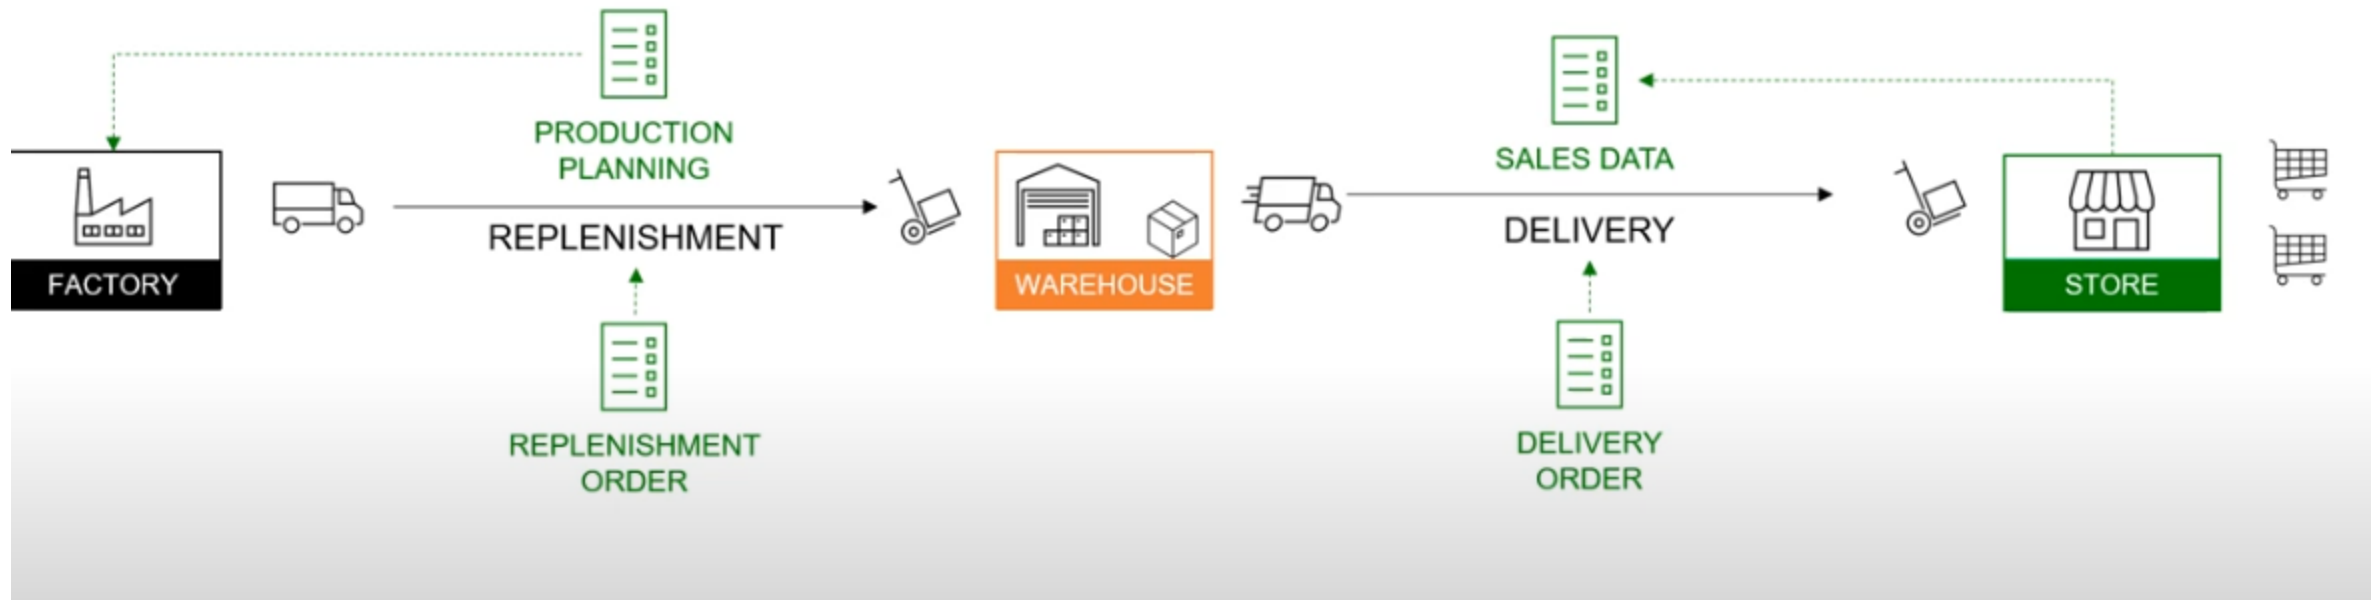 PRODUCTION
PLANNING
SALES DATA
REPLENISHMENT
DELIVERY
FACTORY
WAREHOUSE
STORE
REPLENISHMENT
ORDER
DELIVERY
ORDER